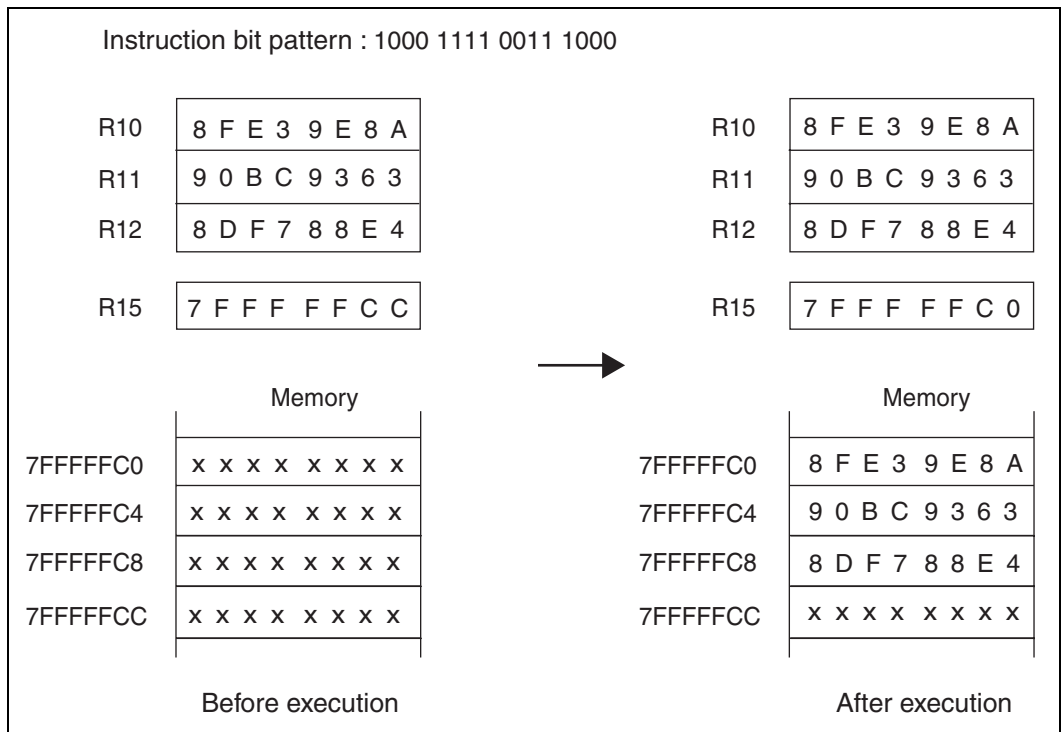 Instruction bit pattern : 1000 1111 0011 1000
R10 8 F E 3 9 E 8 A
R11 9 0 B C 9 3 6 3
R12 8 D F 7 8 8 E 4
R15 7 F F F F F C C
Memory
7FFFFFC0 x x x x x x x x
7FFFFFC4 x x x x x x x x
7FFFFFC8 x x x x x x x x
7FFFFFCC x x x x x x x x
Before execution
R10 8 F E 3 9 E 8 A
R11 9 0 B C 9 3 6 3
R12 8 D F 7 8 8 E 4
R15 7 F F F F F C 0
Memory
7FFFFFC0 8 F E 3 9 E 8 A
7FFFFFC4 9 0 B C 9 3 6 3
7FFFFFC8 8 D F 7 8 8 E 4
7FFFFFCC x x x x x x x x
After execution